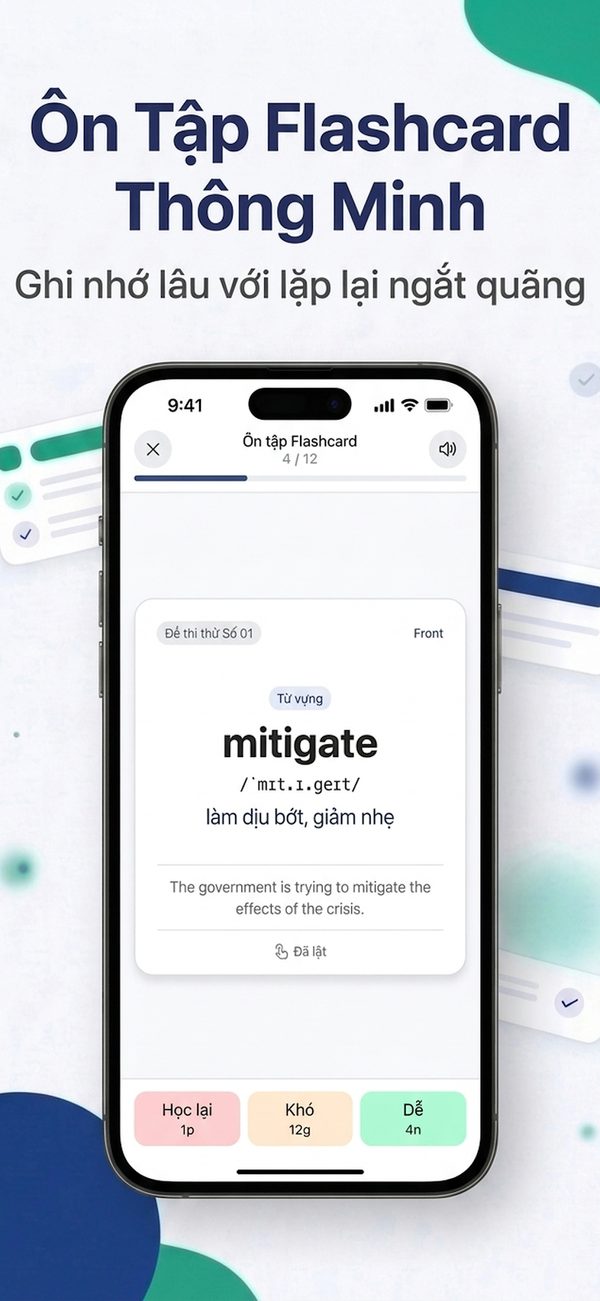 Ôn Tập Flashcard
Thông Minh
Ghi nhớ lâu với lặp lại ngắt quãng
9:41
Ôn tập Flashcard
4 / 12
Đề thi thử Số 01
Front
Từ vựng
mitigate
/ˋmɪt.ɪ.geɪt/
làm dịu bớt, giảm nhẹ
The government is trying to mitigate the
effects of the crisis.
Đã lật
Học lại
Khó
Dễ
1p
12g
4n